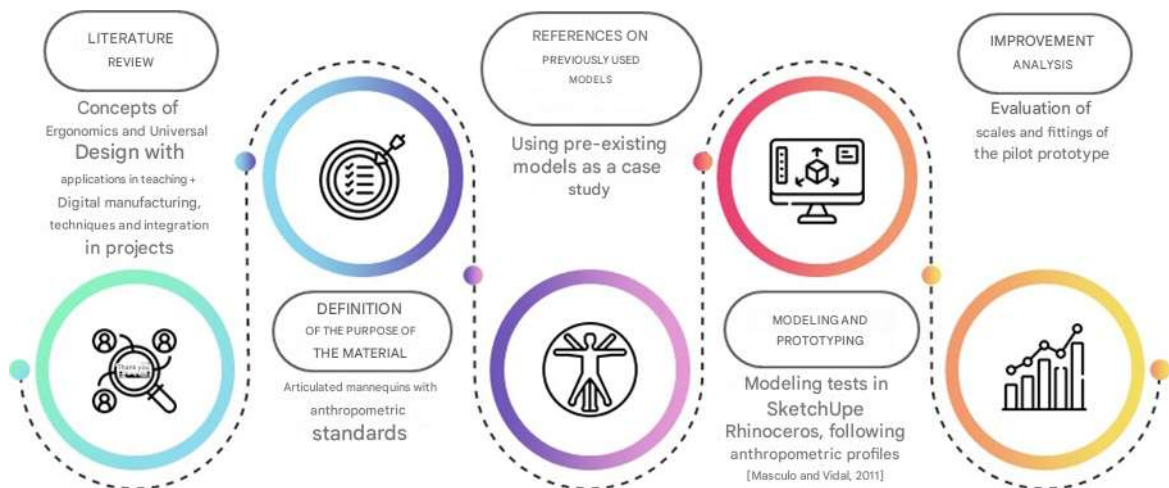 LITERATURE
REVIEW
Concepts of
Ergonomics and Universal
Design with
applications in teaching +
Digital manufacturing,
techniques and integration
in projects
Thank you
DEFINITION
OF THE PURPOSE OF
THE MATERIAL
Articulated mannequins with
anthropometric
standards
REFERENCES ON
PREVIOUSLY USED
MODELS
Using pre-existing
models as a case
study
MODELING AND
PROTOTYPING
Modeling tests in
SketchUpe
Rhinoceros, following
anthropometric profiles
[Masculo and Vidal, 2011]
IMPROVEMENT
ANALYSIS
Evaluation of
scales and fittings of
the pilot prototype